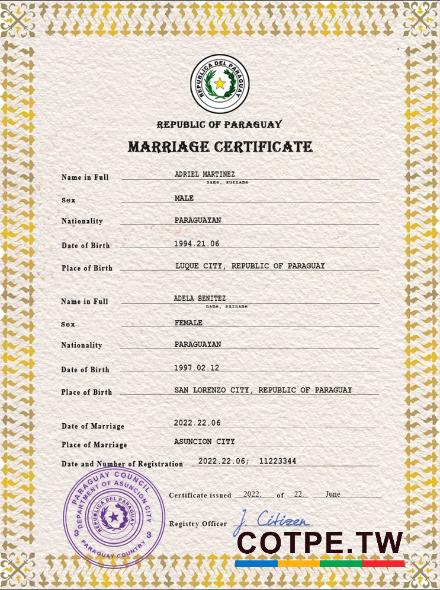 REPUBLICA DEL PARAGUAY
REPUBLIC OF PARAGUAY
MARRIAGE CERTIFICATE
Name in Full ADRIEL MARTINEZ
name, surname
Sex MALE
Nationality PARAGUAYAN
Date of Birth 1994.21.06
Place of Birth LUQUE CITY, REPUBLIC OF PARAGUAY
Name in Full ADELA BENITEZ
name, surname
Sex FEMALE
Nationality PARAGUAYAN
Date of Birth 1997.02.12
Place of Birth SAN LORENZO CITY, REPUBLIC OF PARAGUAY
Date of Marriage 2022.22.06
Place of Marriage ASUNCION CITY
Date and Number of Registration 2022.22.06; 11223344
Certificate issued 2022. of 22. June
Registry Officer J. Citizen
PARAGUAY COUNCIL
DEPARTMENT OF ASUNCION CITY
REPUBLICA DEL PARAGUAY
PARAGUAY COUNTRY
COTPE.TW